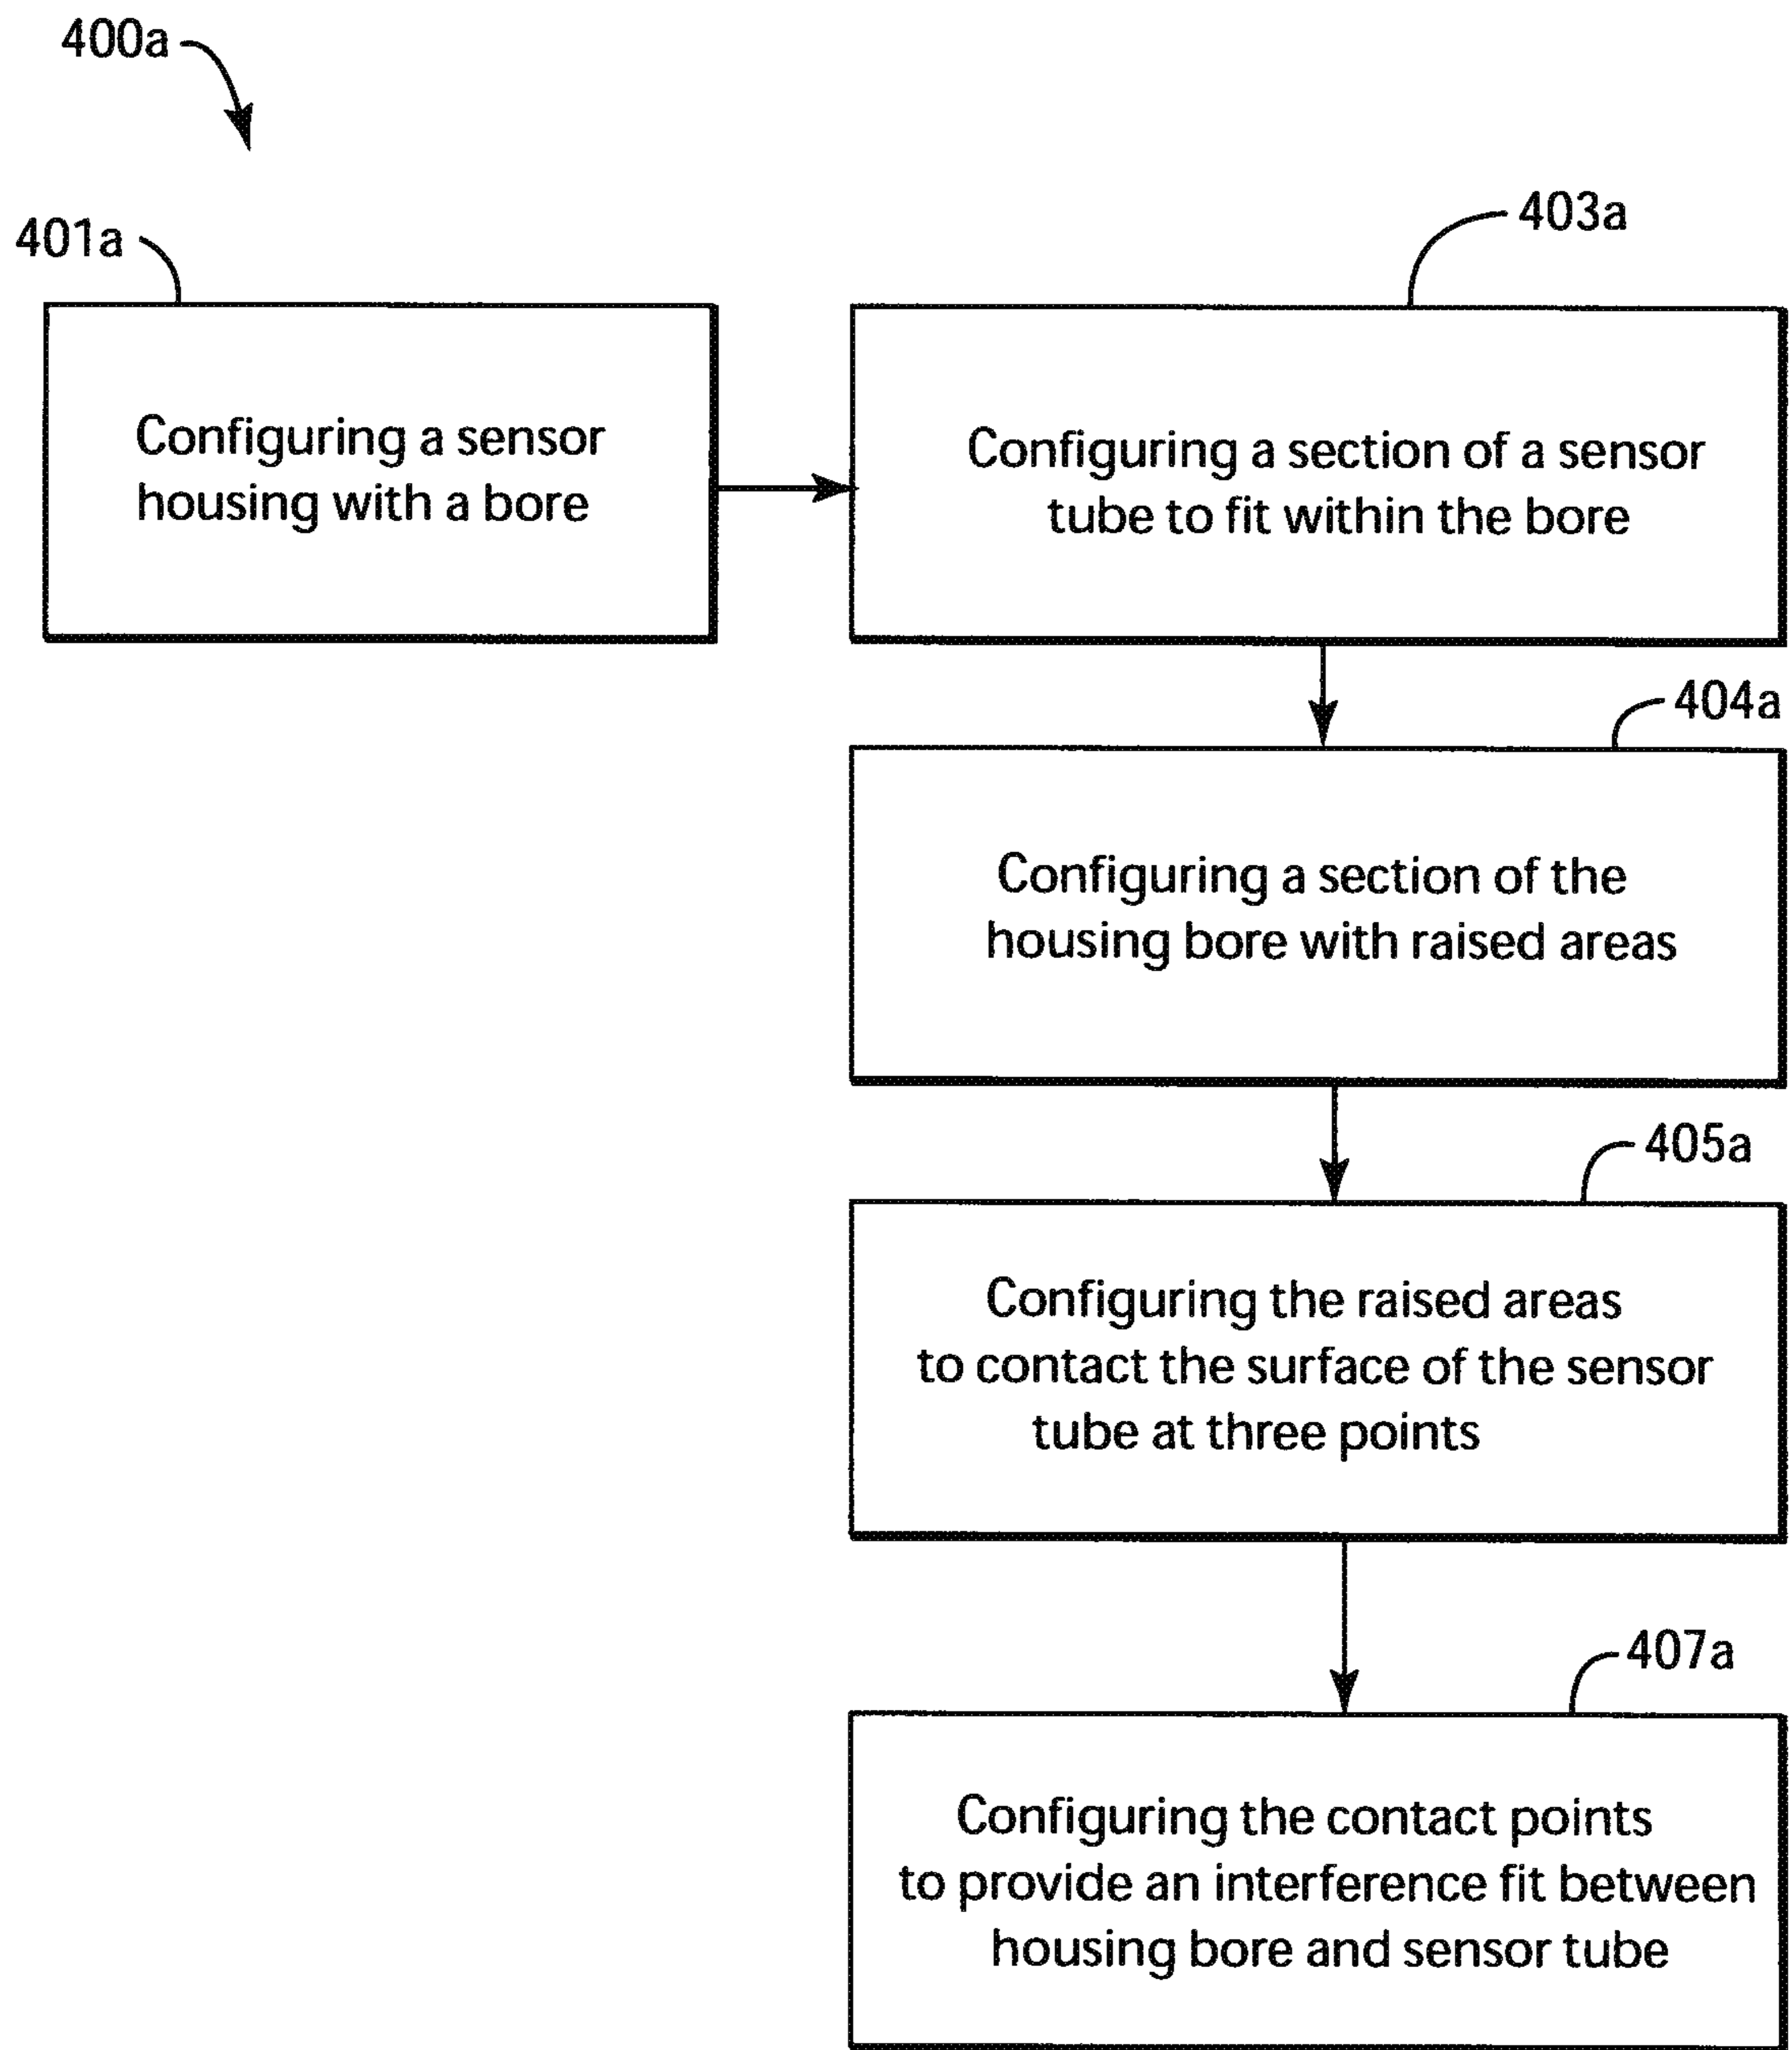 400a
401a
Configuring a sensor
housing with a bore
403a
Configuring a section of a sensor
tube to fit within the bore
404a
Configuring a section of the
housing bore with raised areas
405a
Configuring the raised areas
to contact the surface of the sensor
tube at three points
407a
Configuring the contact points
to provide an interference fit between
housing bore and sensor tube